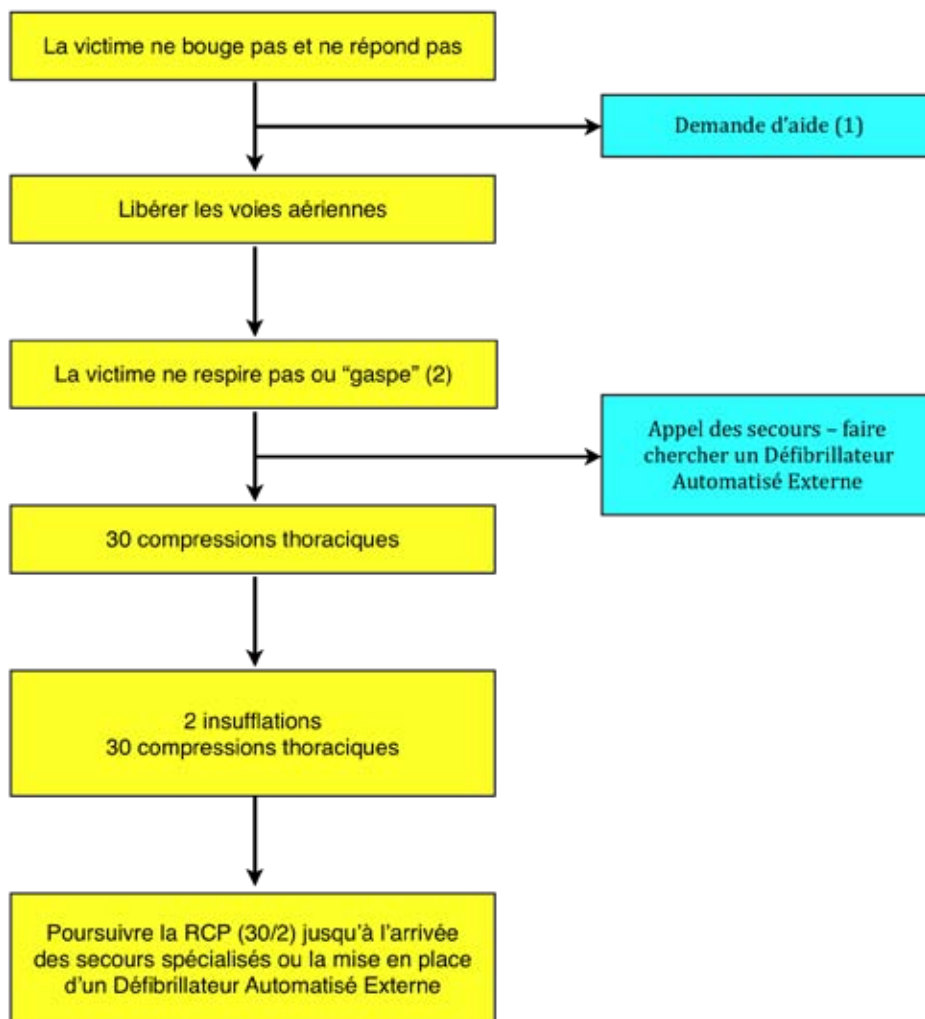 La victime ne bouge pas et ne répond pas
Demande d'aide (1)
Libérer les voies aériennes
La victime ne respire pas ou “gaspe” (2)
Appel des secours – faire
chercher un Défibrillateur
Automatisé Externe
30 compressions thoraciques
2 insufflations
30 compressions thoraciques
Poursuivre la RCP (30/2) jusqu'à l'arrivée
des secours spécialisés ou la mise en place
d'un Défibrillateur Automatisé Externe